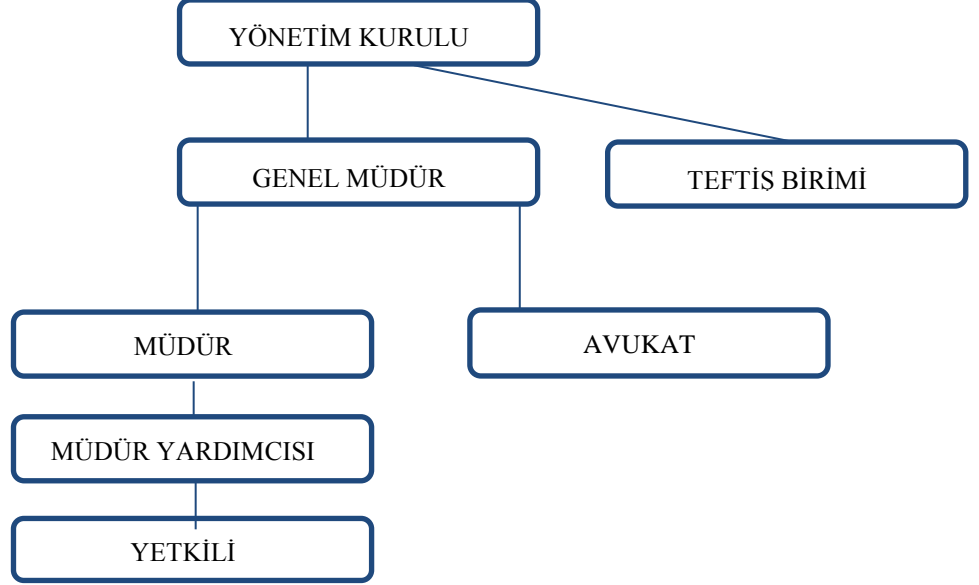 YÖNETİM KURULU
GENEL MÜDÜR
TEFTİŞ BİRİMİ
MÜDÜR
AVUKAT
MÜDÜR YARDIMCISI
YETKİLİ